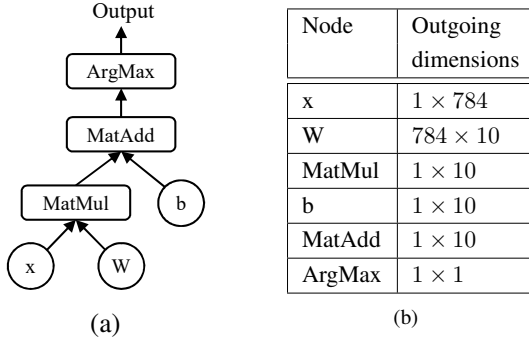 Output
ArgMax
MatAdd
MatMul
b
x
W
(a)
Node Outgoing
dimensions
x 1 × 784
W 784 × 10
MatMul 1 × 10
b 1 × 10
MatAdd 1 × 10
ArgMax 1 × 1
(b)